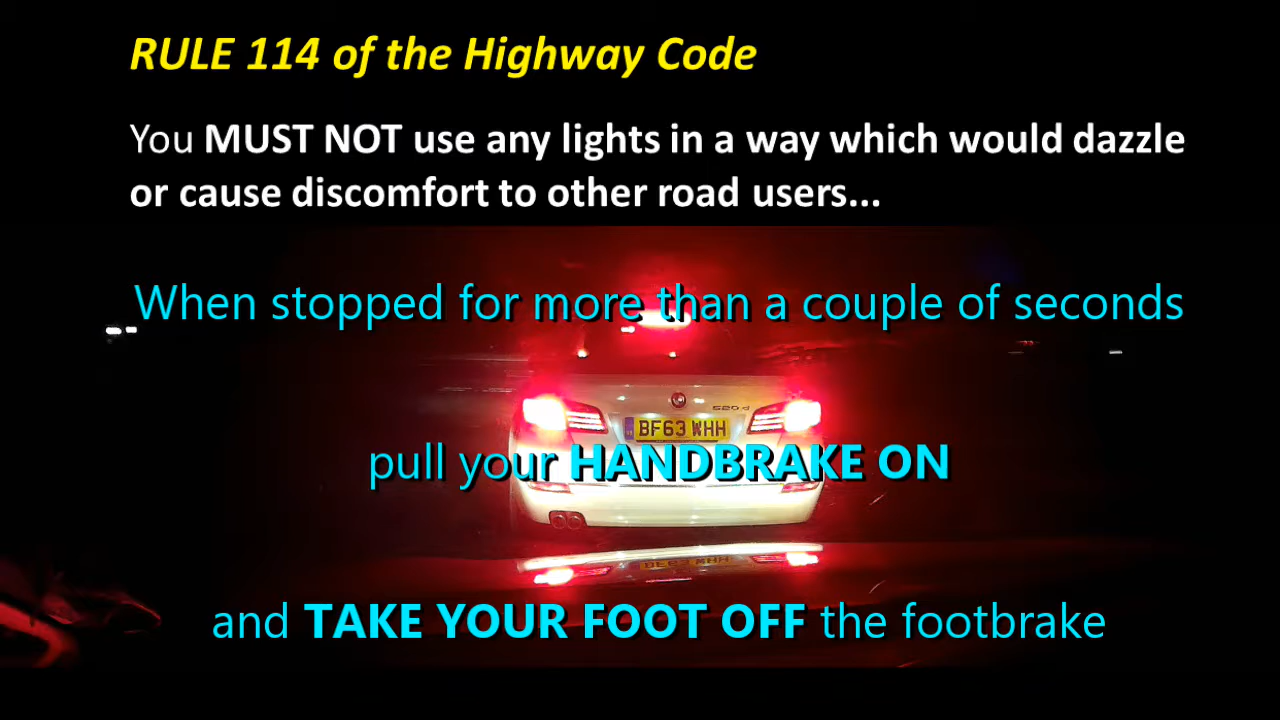 RULE 114 of the Highway Code
You MUST NOT use any lights in a way which would dazzle
or cause discomfort to other road users...
When stopped for more than a couple of seconds
520d
BF63 WHH
pull your HANDBRAKE ON
and TAKE YOUR FOOT OFF the footbrake